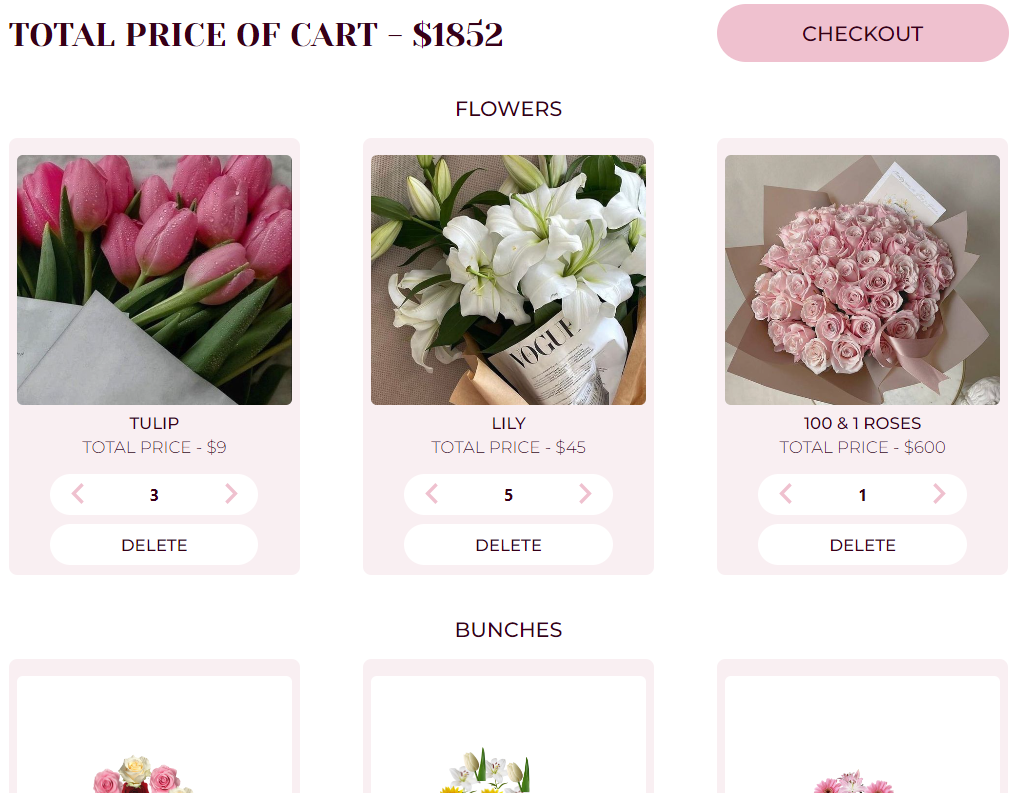 TOTAL PRICE OF CART - $1852
CHECKOUT
FLOWERS
VOGUE
TULIP
TOTAL PRICE - $9
3
DELETE
LILY
TOTAL PRICE - $45
5
DELETE
100 & 1 ROSES
TOTAL PRICE - $600
1
DELETE
BUNCHES